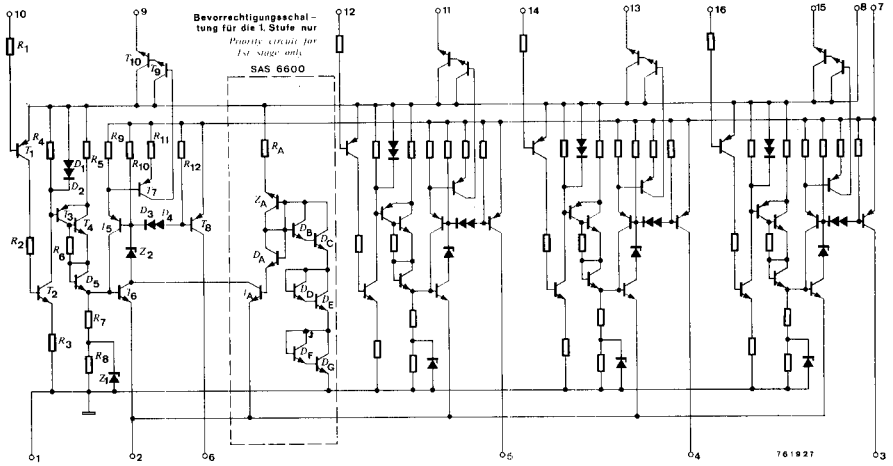 10
9
Bevorrechtigungsschal-
tung für die 1. Stufe nur
Priority circuit for
1st stage only
SAS 6600
12
11
14
13
16
15
8
7
R1
T10
T9
T1
R4
D1
D2
R5
R9
R10
R11
R12
RA
T7
T3
T4
T5
D3
D4
T8
ZA
DB
DC
R2
R6
Z2
DA
D5
T2
T6
TA
DD
DE
R3
R7
R8
Z1
DF
DG
1
2
6
5
4
3
761927